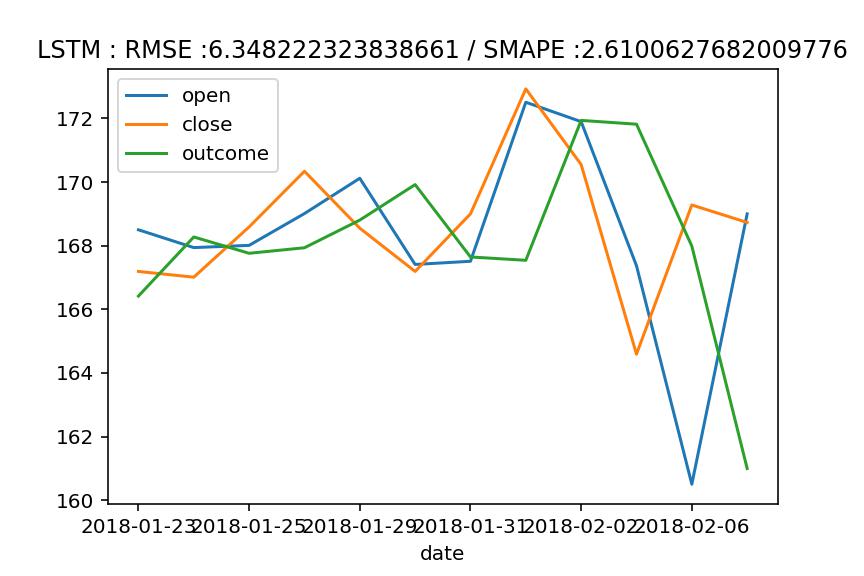 LSTM : RMSE :6.348222323838661 / SMAPE :2.6100627682009776
open
close
outcome
172
170
168
166
164
162
160
2018-01-23 2018-01-25 2018-01-29 2018-01-31 2018-02-02 2018-02-06
date